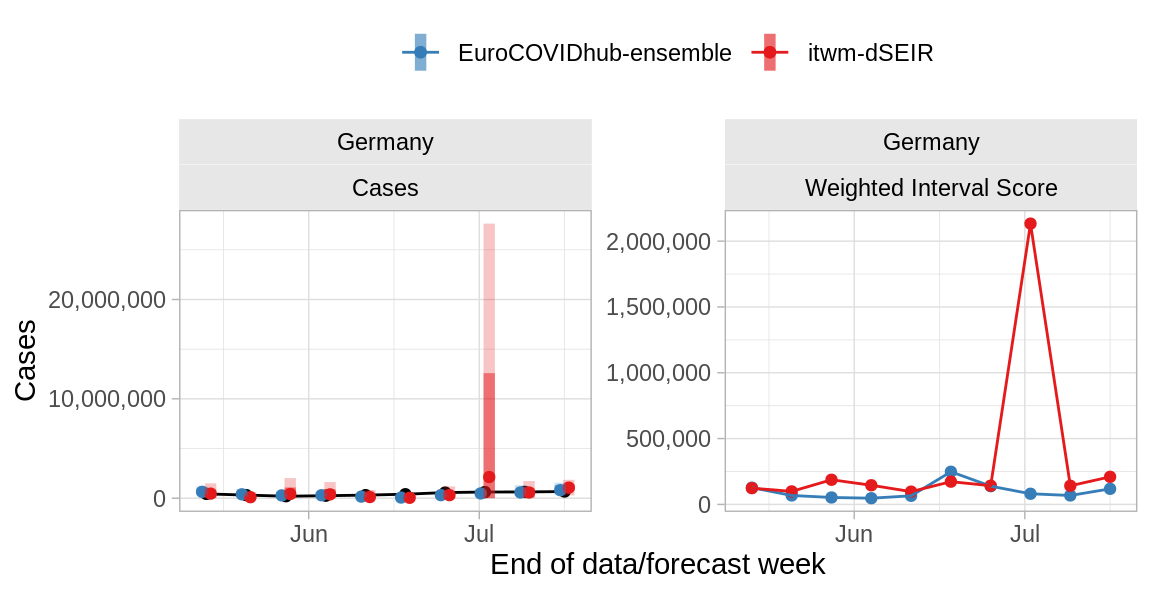 EuroCOVIDhub-ensemble itwm-dSEIR
Germany
Cases
Cases
20,000,000
10,000,000
0
Jun Jul
Germany
Weighted Interval Score
2,000,000
1,500,000
1,000,000
500,000
0
Jun Jul
End of data/forecast week